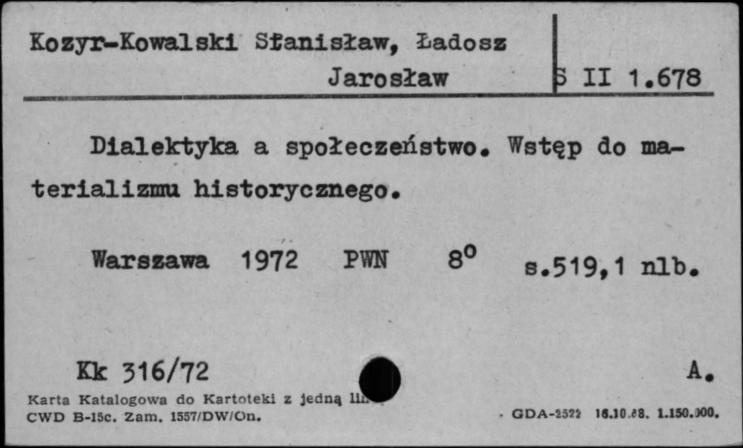 Kozyr-Kowalski Stanisław, Ładosz
Jarosław
S II 1.678
Dialektyka a społeczeństwo. Wstęp do ma-
terializmu historycznego.
Warszawa 1972 PWN 8° s.519,1 nlb.
Kk 316/72
A.
Karta Katalogowa do Kartoteki z jedną
CWD B-15c. Zam. 1557/DW/On.
GDA-2522 16.10.68. 1.150.000.